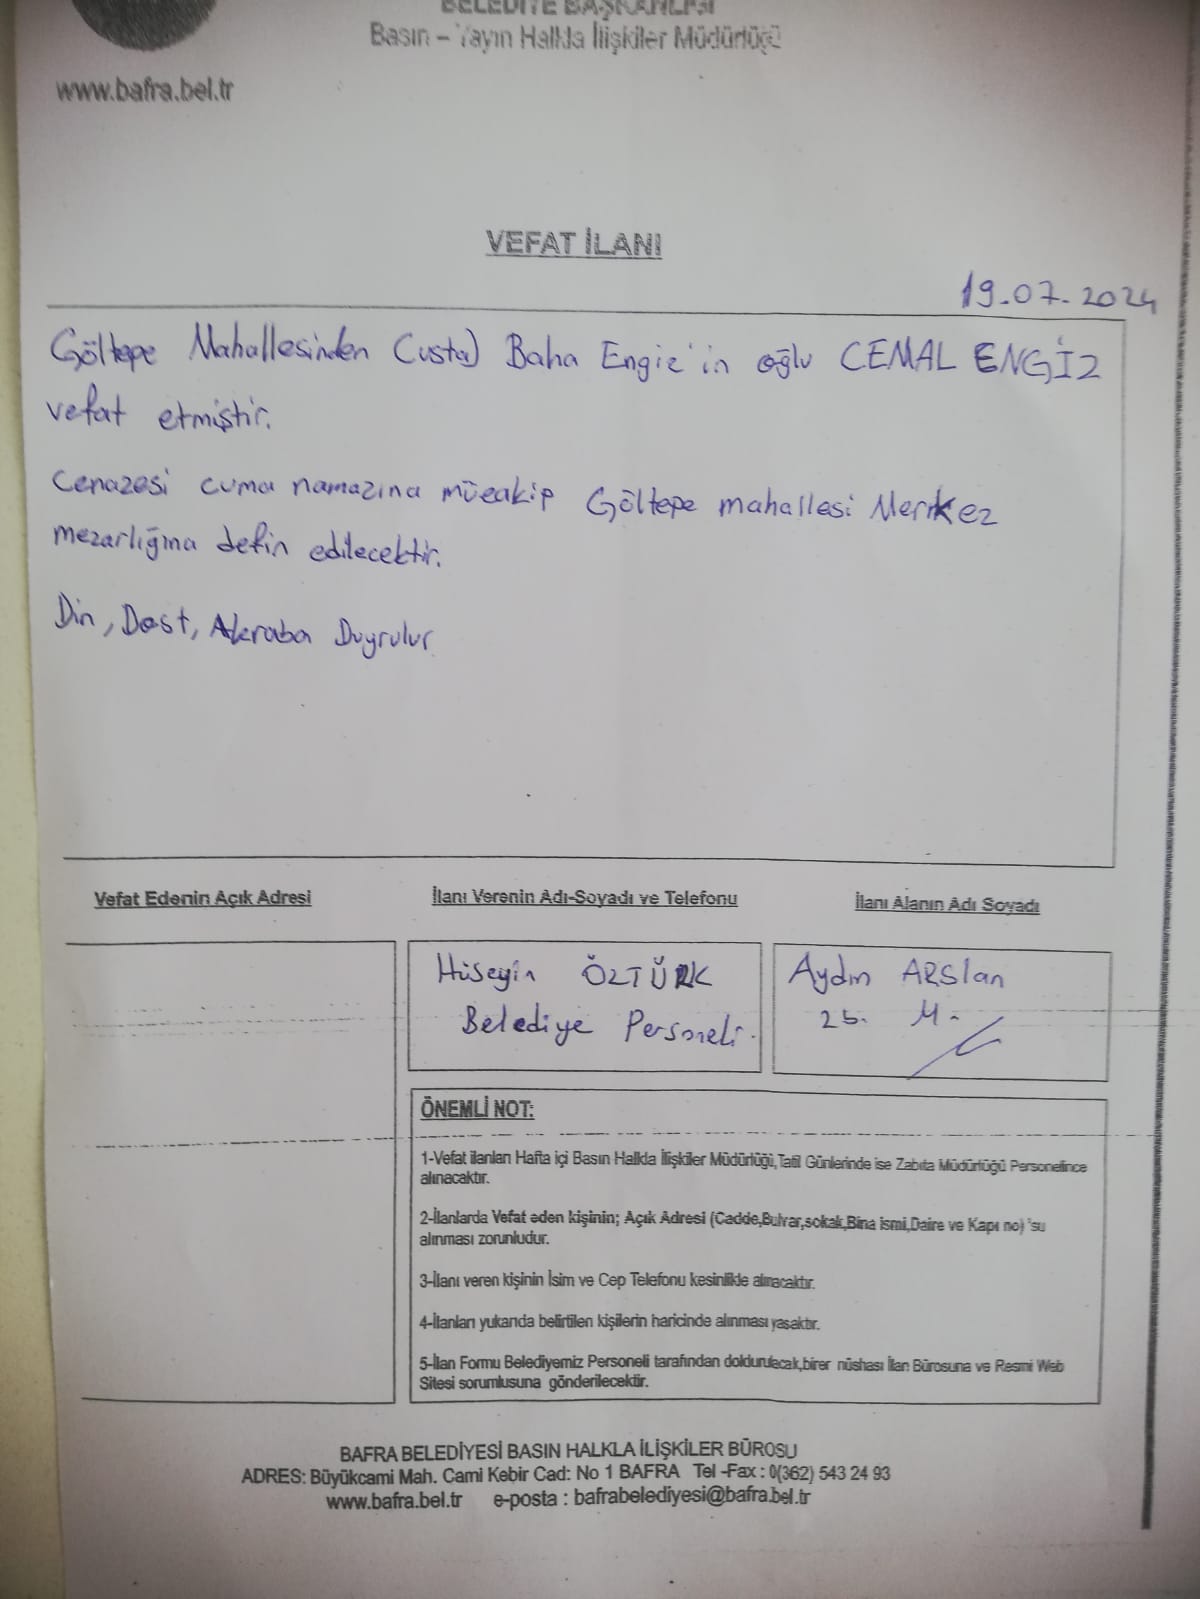 BELEDİYE BAŞKANLIĞI
Basın – Yayın Halkla İlişkiler Müdürlüğü
www.bafra.bel.tr
VEFAT İLANI
19.07.2024
Göltepe Mahallesinden (usta) Baha Engiz'in oğlu CEMAL ENGİZ
vefat etmiştir.
Cenazesi cuma namazına müeakip Göltepe mahallesi Merkez
mezarlığına defin edilecektir.
Din, Dost, Akraba Duyrulur
Vefat Edenin Açık Adresi
İlanı Verenin Adı-Soyadı ve Telefonu
İlanı Alanın Adı Soyadı
Hüseyin ÖZTÜRK
Belediye Personeli.
Aydın ARSlan
Zb. M.
ÖNEMLİ NOT:
1-Vefat ilanları Hafta içi Basın Halkda İlişkiler Müdürlüğü,Tatil Günlerinde ise Zabıta Müdürlüğü Personelince
alınacaktır.
2-İlanlarda Vefat eden kişinin; Açık Adresi (Cadde,Bulvar,sokak,Bina ismi,Daire ve Kapı no) 'su
alınması zorunludur.
3-İlanı veren kişinin İsim ve Cep Telefonu kesinlikle alınacaktır.
4-İlanları yukarıda belirtilen kişilerin haricinde alınması yasaktır.
5-İlan Formu Belediyemiz Personeli tarafından doldurulacak,birer nüshası İlan Bürosuna ve Resmi Web
Sitesi sorumlusuna gönderilecektir.
BAFRA BELEDİYESİ BASIN HALKLA İLİŞKİLER BÜROSU
ADRES: Büyükcami Mah. Cami Kebir Cad: No 1 BAFRA Tel -Fax : 0(362) 543 24 93
www.bafra.bel.tr e-posta : bafrabelediyesi@bafra.bel.tr